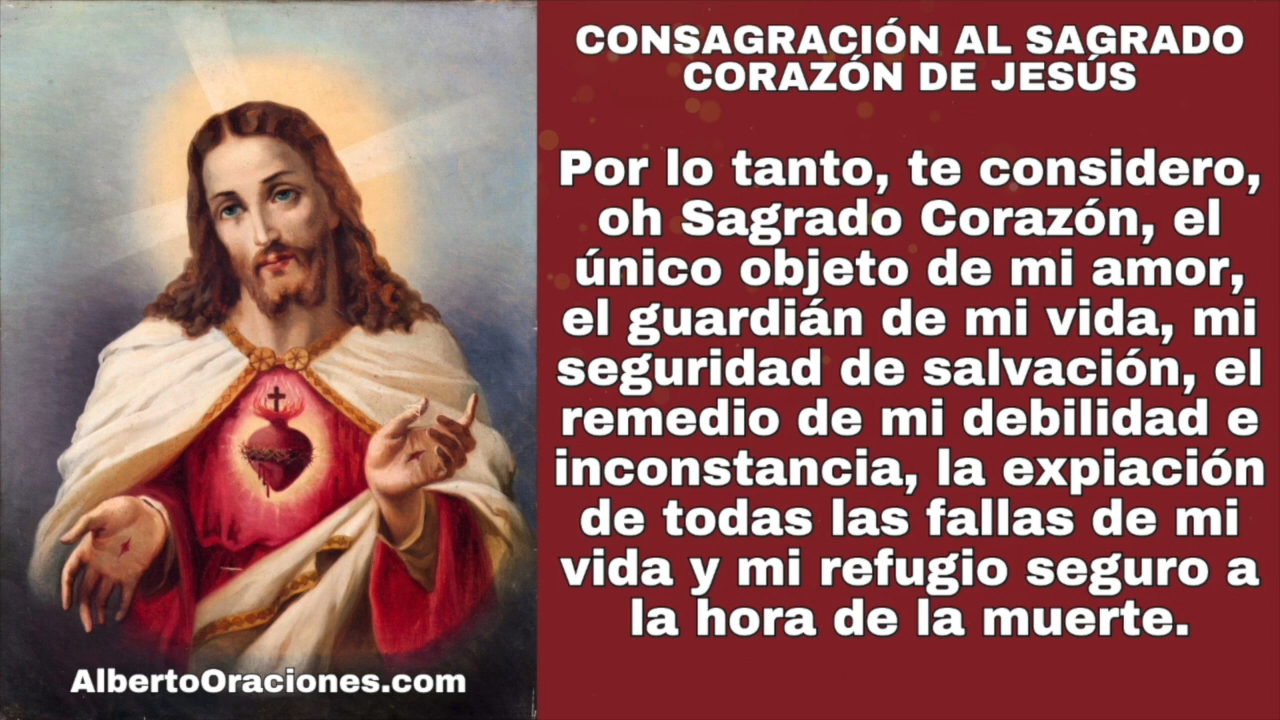 CONSAGRACIÓN AL SAGRADO
CORAZÓN DE JESÚS
Por lo tanto, te considero,
oh Sagrado Corazón, el
único objeto de mi amor,
el guardián de mi vida, mi
seguridad de salvación, el
remedio de mi debilidad e
inconstancia, la expiación
de todas las fallas de mi
vida y mi refugio seguro a
la hora de la muerte.
AlbertoOraciones.com